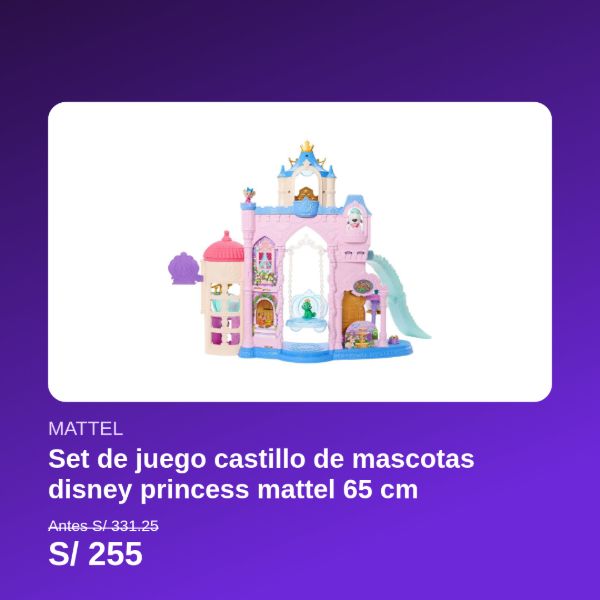 MATTEL
Set de juego castillo de mascotas
disney princess mattel 65 cm
Antes S/ 331.25
S/ 255